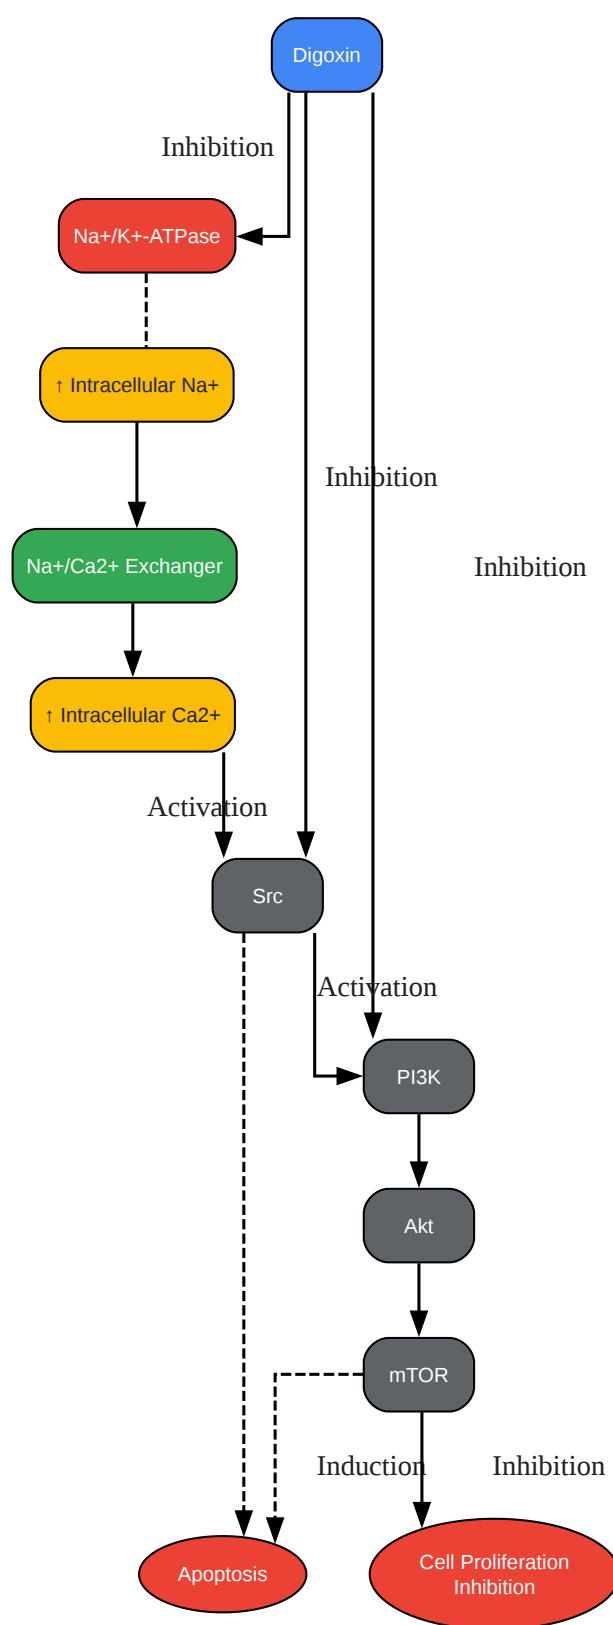 Digoxin
Inhibition
Na+/K+-ATPase
↑ Intracellular Na+
Inhibition
Na+/Ca2+ Exchanger
Inhibition
↑ Intracellular Ca2+
Activation
Src
Activation
PI3K
Akt
mTOR
Induction
Inhibition
Apoptosis
Cell Proliferation
Inhibition